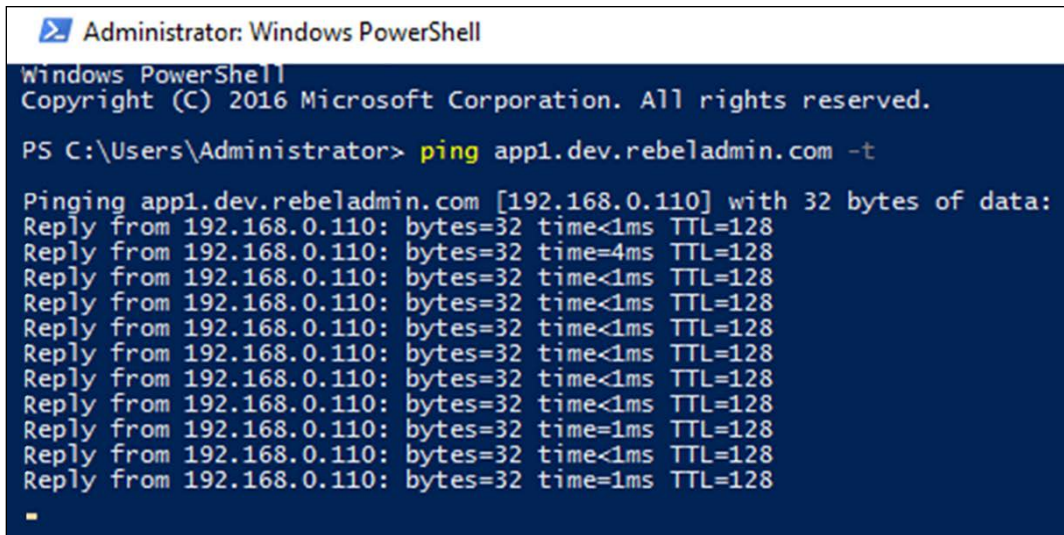 Administrator: Windows PowerShell
Windows PowerShell
Copyright (C) 2016 Microsoft Corporation. All rights reserved.
PS C:\Users\Administrator> ping app1.dev.rebeladmin.com -t
Pinging app1.dev.rebeladmin.com [192.168.0.110] with 32 bytes of data:
Reply from 192.168.0.110: bytes=32 time<1ms TTL=128
Reply from 192.168.0.110: bytes=32 time=4ms TTL=128
Reply from 192.168.0.110: bytes=32 time<1ms TTL=128
Reply from 192.168.0.110: bytes=32 time<1ms TTL=128
Reply from 192.168.0.110: bytes=32 time<1ms TTL=128
Reply from 192.168.0.110: bytes=32 time<1ms TTL=128
Reply from 192.168.0.110: bytes=32 time<1ms TTL=128
Reply from 192.168.0.110: bytes=32 time<1ms TTL=128
Reply from 192.168.0.110: bytes=32 time=1ms TTL=128
Reply from 192.168.0.110: bytes=32 time<1ms TTL=128
Reply from 192.168.0.110: bytes=32 time=1ms TTL=128